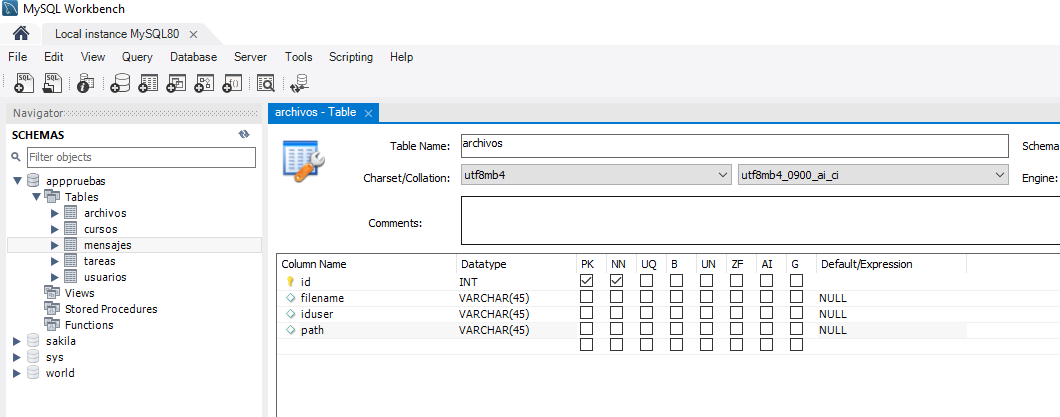 MySQL Workbench
Local instance MySQL80
File Edit View Query Database Server Tools Scripting Help
Navigator
SCHEMAS
Filter objects
apppruebas
Tables
archivos
cursos
mensajes
tareas
usuarios
Views
Stored Procedures
Functions
sakila
sys
world
archivos - Table
Table Name: archivos Schema
Charset/Collation: utf8mb4 utf8mb4_0900_ai_ci Engine:
Comments:
Column Name Datatype PK NN UQ B UN ZF AI G Default/Expression
id INT
filename VARCHAR(45) NULL
iduser VARCHAR(45) NULL
path VARCHAR(45) NULL